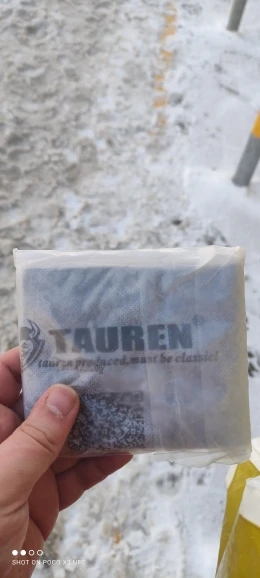 TAUREN®
tauren produced,must be classic!
SHOT ON POCO X3 NFC